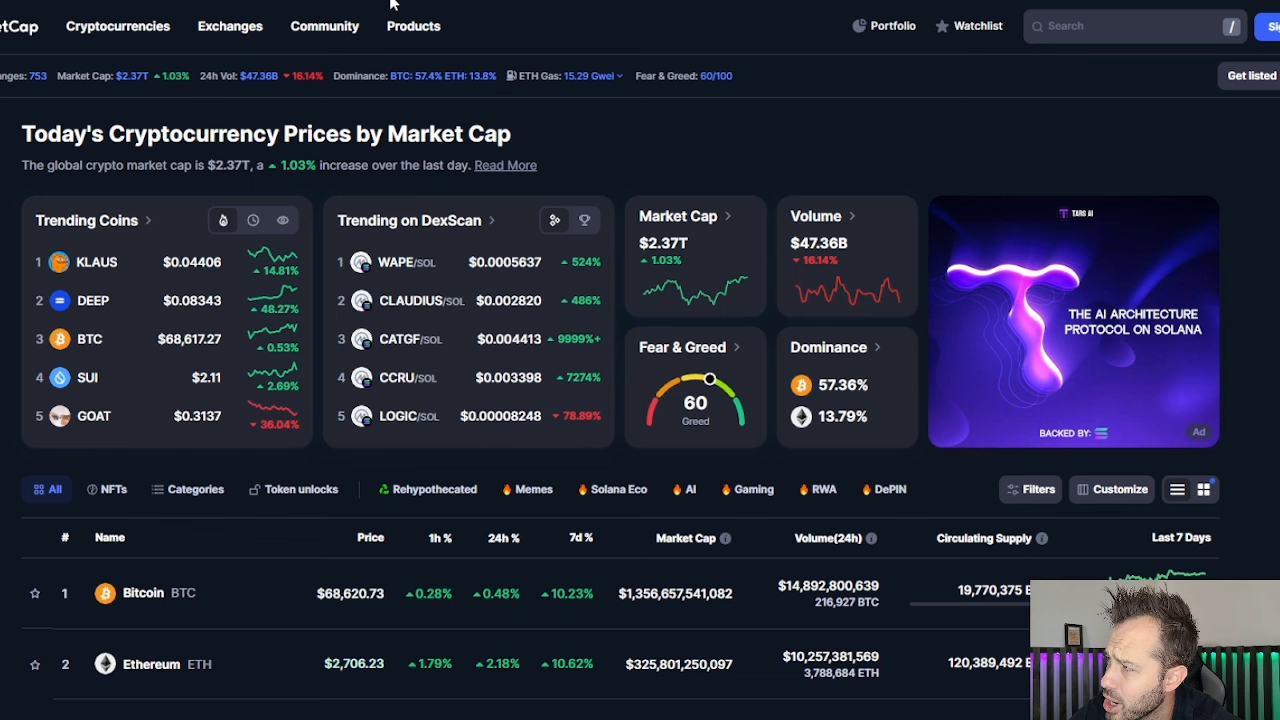 etCap Cryptocurrencies Exchanges Community Products Portfolio Watchlist Search /
nges: 753 Market Cap: $2.37T 1.03% 24h Vol: $47.36B 16.14% Dominance: BTC: 57.4% ETH: 13.8% ETH Gas: 15.29 Gwei Fear & Greed: 60/100 Get listed
Today's Cryptocurrency Prices by Market Cap
The global crypto market cap is $2.37T, a 1.03% increase over the last day. Read More
Trending Coins
1 KLAUS $0.04406 14.81%
2 DEEP $0.08343 48.27%
3 BTC $68,617.27 0.53%
4 SUI $2.11 2.69%
5 GOAT $0.3137 36.04%
Trending on DexScan
1 WAPE/SOL $0.0005637 524%
2 CLAUDIUS/SOL $0.002820 486%
3 CATGF/SOL $0.004413 9999%+
4 CCRU/SOL $0.003398 7274%
5 LOGIC/SOL $0.00008248 78.89%
Market Cap
$2.37T
1.03%
Volume
$47.36B
16.14%
Fear & Greed
60
Greed
Dominance
57.36%
13.79%
TARS AI
THE AI ARCHITECTURE
PROTOCOL ON SOLANA
BACKED BY:
Ad
All NFTs Categories Token unlocks Rehypothecated Memes Solana Eco AI Gaming RWA DePIN Filters Customize
# Name Price 1h % 24h % 7d % Market Cap Volume(24h) Circulating Supply Last 7 Days
1 Bitcoin BTC $68,620.73 0.28% 0.48% 10.23% $1,356,657,541,082 $14,892,800,639 19,770,375
216,927 BTC
2 Ethereum ETH $2,706.23 1.79% 2.18% 10.62% $325,801,250,097 $10,257,381,569 120,389,492
3,788,684 ETH